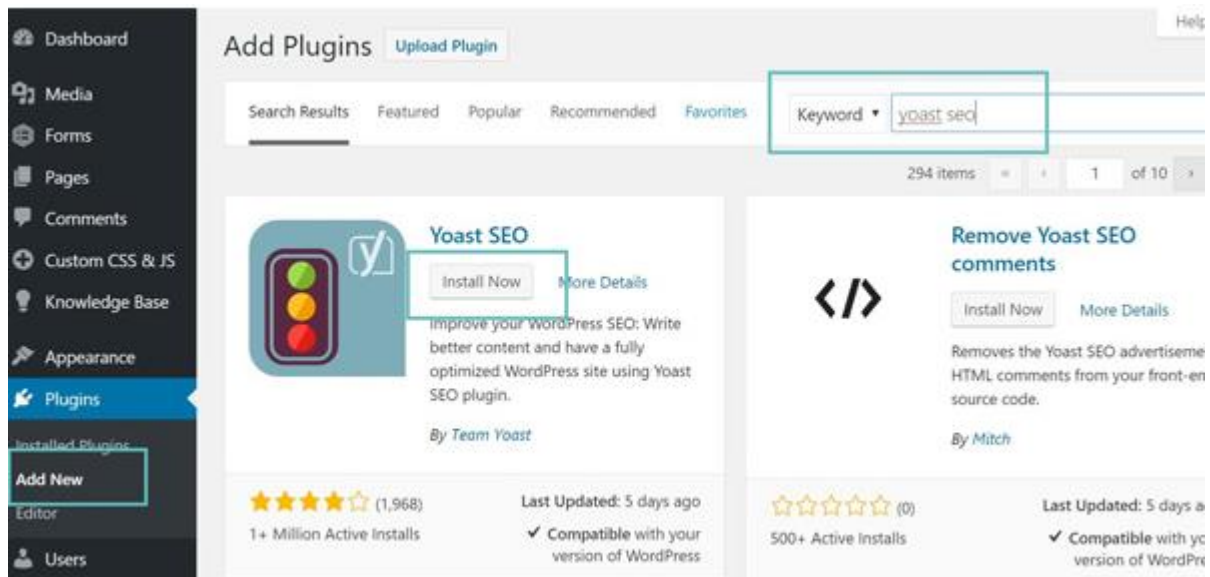 Dashboard
Media
Forms
Pages
Comments
Custom CSS & JS
Knowledge Base
Appearance
Plugins
Installed Plugins
Add New
Editor
Users
Help
Add Plugins Upload Plugin
Search Results Featured Popular Recommended Favorites Keyword yoast seo
294 items « ‹ 1 of 10 ›
Yoast SEO
Install Now More Details
Improve your WordPress SEO: Write
better content and have a fully
optimized WordPress site using Yoast
SEO plugin.
By Team Yoast
(1,968)
1+ Million Active Installs
Last Updated: 5 days ago
✔ Compatible with your
version of WordPress
</>
Remove Yoast SEO
comments
Install Now More Details
Removes the Yoast SEO advertiseme
HTML comments from your front-en
source code.
By Mitch
(0)
500+ Active Installs
Last Updated: 5 days a
✔ Compatible with yo
version of WordPre